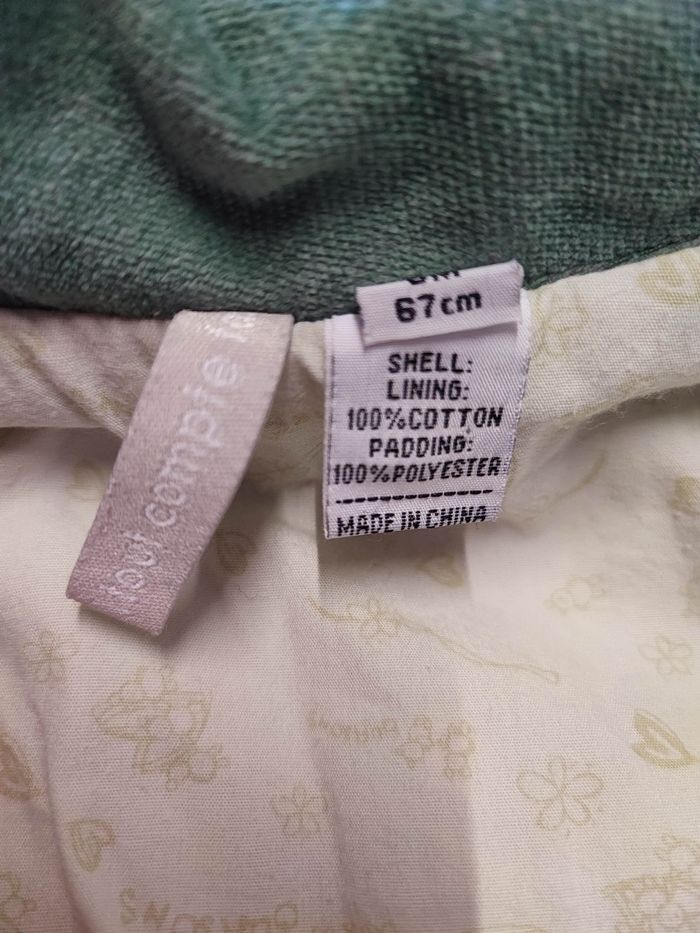 67cm
SHELL:
LINING:
100%COTTON
PADDING:
100%POLYESTER
MADE IN CHINA
tout compte